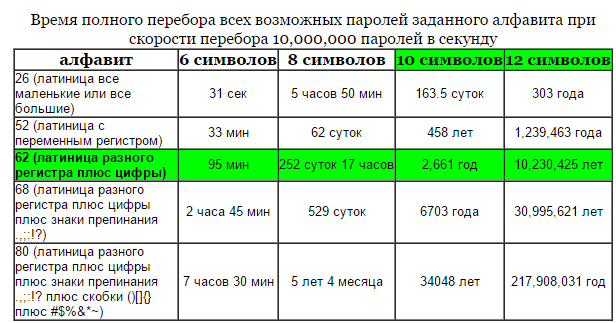 Время полного перебора всех возможных паролей заданного алфавита при
скорости перебора 10,000,000 паролей в секунду
алфавит 6 символов 8 символов 10 символов 12 символов
26 (латиница все
маленькие или все
большие) 31 сек 5 часов 50 мин 163.5 суток 303 года
52 (латиница с
переменным регистром) 33 мин 62 суток 458 лет 1,239,463 года
62 (латиница разного
регистра плюс цифры) 95 мин 252 суток 17 часов 2,661 год 10,230,425 лет
68 (латиница разного
регистра плюс цифры
плюс знаки препинания
.,;:!?) 2 часа 45 мин 529 суток 6703 года 30,995,621 лет
80 (латиница разного
регистра плюс цифры
плюс знаки препинания
.,;:!? плюс скобки ()[]{}
плюс #$%&*~) 7 часов 30 мин 5 лет 4 месяца 34048 лет 217,908,031 год